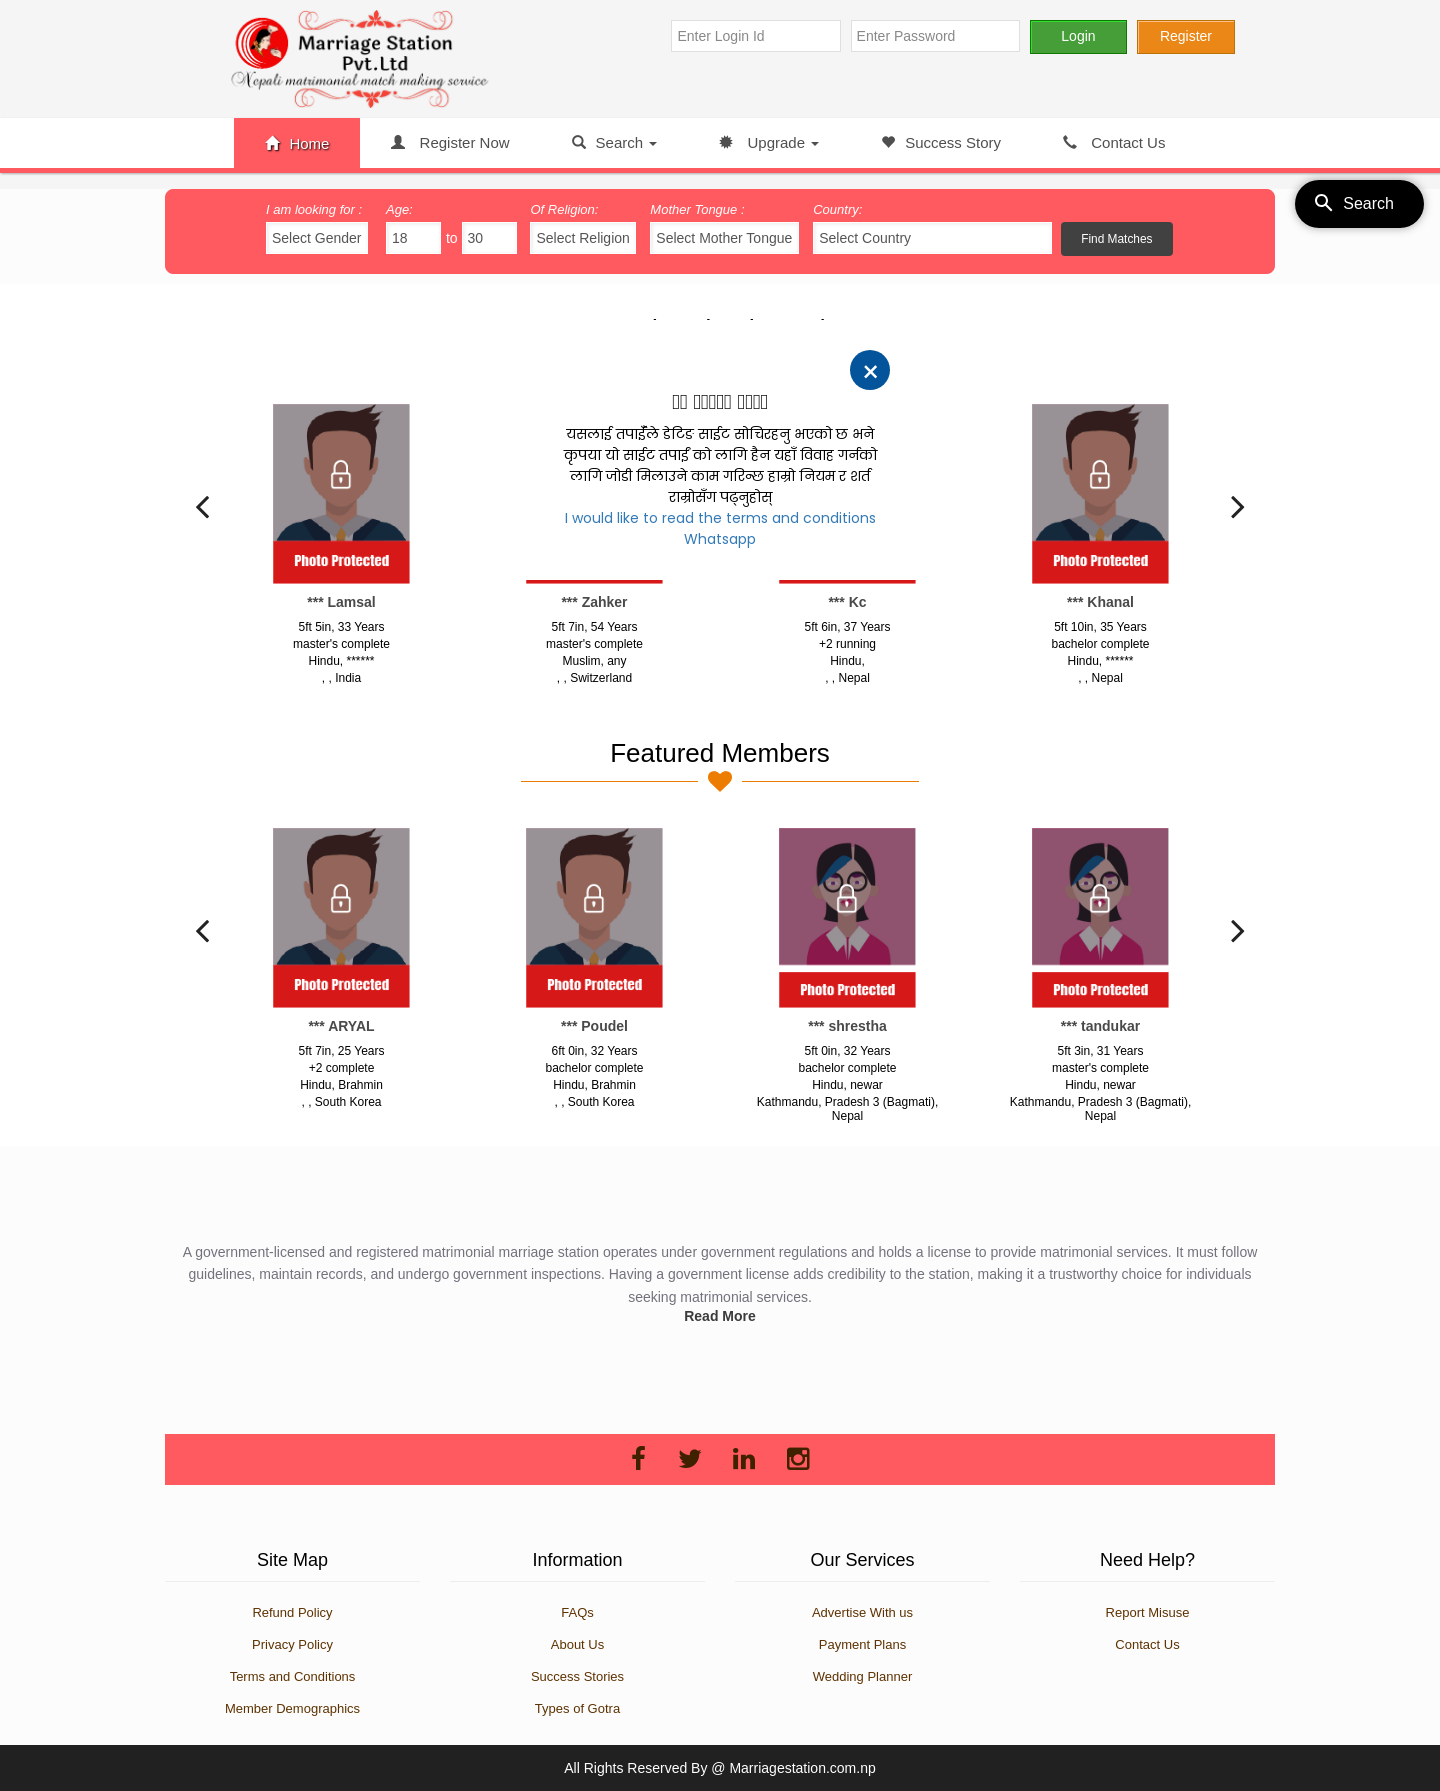 Marriage Station
Pvt.Ltd
Nepali matrimonial match making service
Enter Login Id
Enter Password
Login
Register
Home
Register Now
Search
Upgrade
Success Story
Contact Us
I am looking for :
Age:
Of Religion:
Mother Tongue :
Country:
Select Gender
18
to
30
Select Religion
Select Mother Tongue
Select Country
Find Matches
Search
यसलाई तपाईँले डेटिङ साईट सोचिरहनु भएको छ भने
कृपया यो साईट तपाईं को लागि हैन यहाँ विवाह गर्नको
लागि जोडी मिलाउने काम गरिन्छ हाम्रो नियम र शर्त
राम्रोसँग पढ्नुहोस्
I would like to read the terms and conditions
Whatsapp
Photo Protected
Photo Protected
*** Lamsal
5ft 5in, 33 Years
master's complete
Hindu, ******
, , India
*** Zahker
5ft 7in, 54 Years
master's complete
Muslim, any
, , Switzerland
*** Kc
5ft 6in, 37 Years
+2 running
Hindu,
, , Nepal
*** Khanal
5ft 10in, 35 Years
bachelor complete
Hindu, ******
, , Nepal
Featured Members
Photo Protected
Photo Protected
Photo Protected
Photo Protected
*** ARYAL
5ft 7in, 25 Years
+2 complete
Hindu, Brahmin
, , South Korea
*** Poudel
6ft 0in, 32 Years
bachelor complete
Hindu, Brahmin
, , South Korea
*** shrestha
5ft 0in, 32 Years
bachelor complete
Hindu, newar
Kathmandu, Pradesh 3 (Bagmati),
Nepal
*** tandukar
5ft 3in, 31 Years
master's complete
Hindu, newar
Kathmandu, Pradesh 3 (Bagmati),
Nepal
A government-licensed and registered matrimonial marriage station operates under government regulations and holds a license to provide matrimonial services. It must follow
guidelines, maintain records, and undergo government inspections. Having a government license adds credibility to the station, making it a trustworthy choice for individuals
seeking matrimonial services.
Read More
Site Map
Refund Policy
Privacy Policy
Terms and Conditions
Member Demographics
Information
FAQs
About Us
Success Stories
Types of Gotra
Our Services
Advertise With us
Payment Plans
Wedding Planner
Need Help?
Report Misuse
Contact Us
All Rights Reserved By @ Marriagestation.com.np